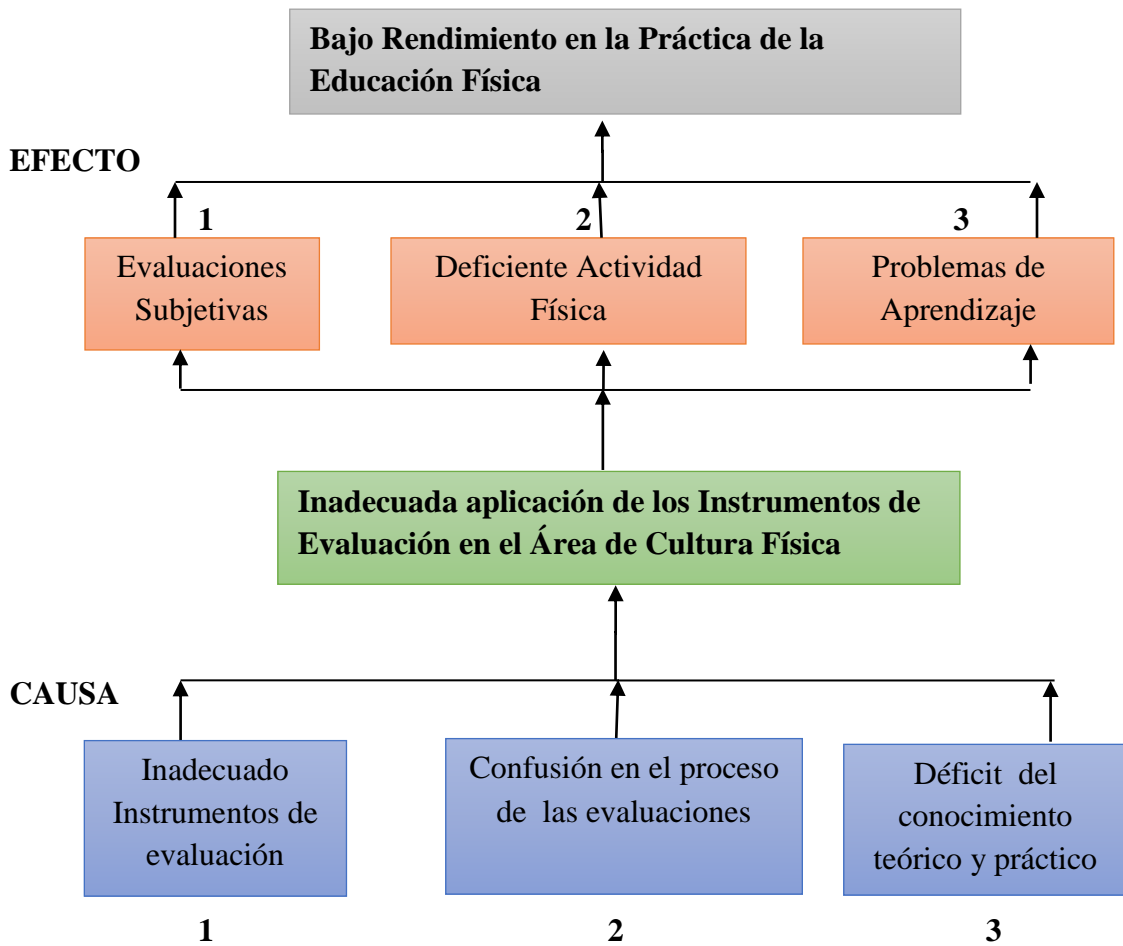 Bajo Rendimiento en la Práctica de la
Educación Física
EFECTO
1
2
3
Evaluaciones
Subjetivas
Deficiente Actividad
Física
Problemas de
Aprendizaje
Inadecuada aplicación de los Instrumentos de
Evaluación en el Área de Cultura Física
CAUSA
Inadecuado
Instrumentos de
evaluación
Confusión en el proceso
de las evaluaciones
Déficit del
conocimiento
teórico y práctico
1
2
3